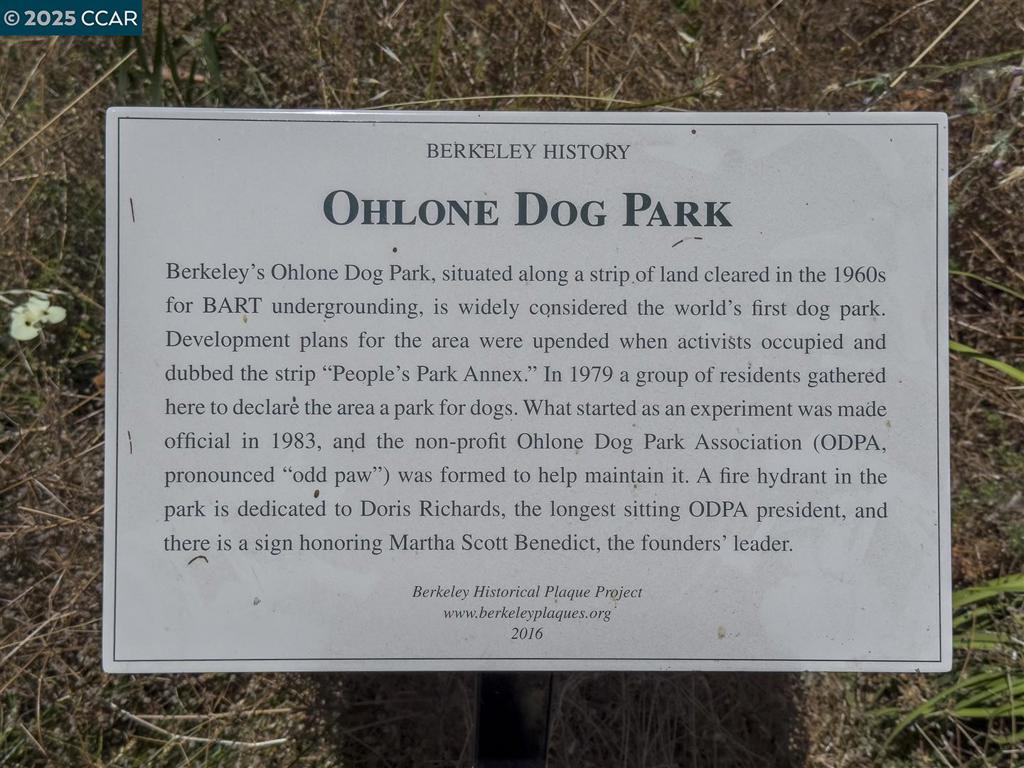 © 2025 CCAR
BERKELEY HISTORY
OHLONE DOG PARK
Berkeley's Ohlone Dog Park, situated along a strip of land cleared in the 1960s
for BART undergrounding, is widely considered the world's first dog park.
Development plans for the area were upended when activists occupied and
dubbed the strip “People's Park Annex.” In 1979 a group of residents gathered
here to declare the area a park for dogs. What started as an experiment was made
official in 1983, and the non-profit Ohlone Dog Park Association (ODPA,
pronounced “odd paw”) was formed to help maintain it. A fire hydrant in the
park is dedicated to Doris Richards, the longest sitting ODPA president, and
there is a sign honoring Martha Scott Benedict, the founders' leader.
Berkeley Historical Plaque Project
www.berkeleyplaques.org
2016